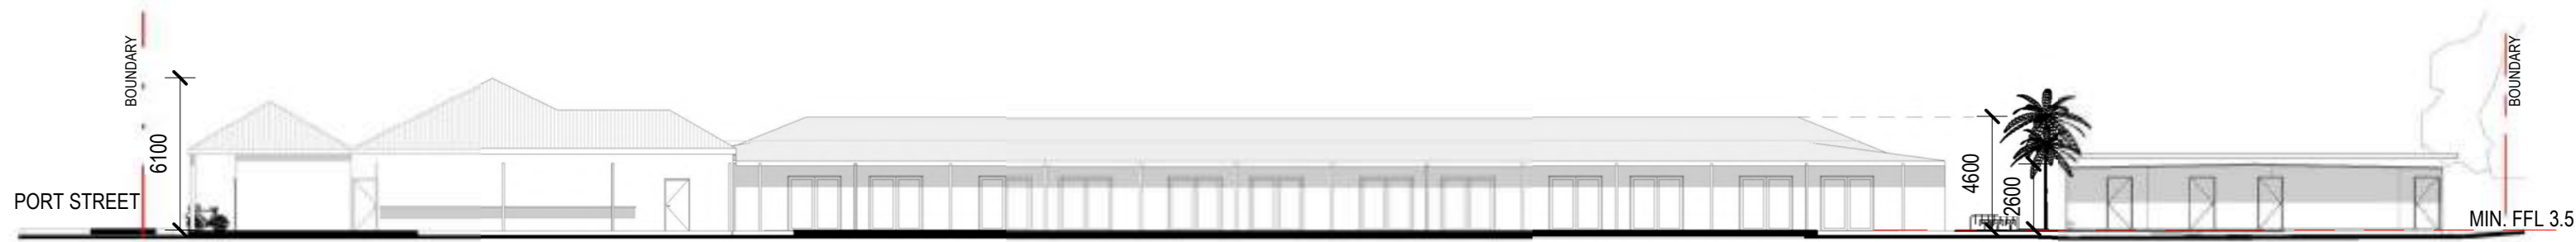 BOUNDARY
6100
PORT STREET
4600
2600
BOUNDARY
MIN. FFL 3.5